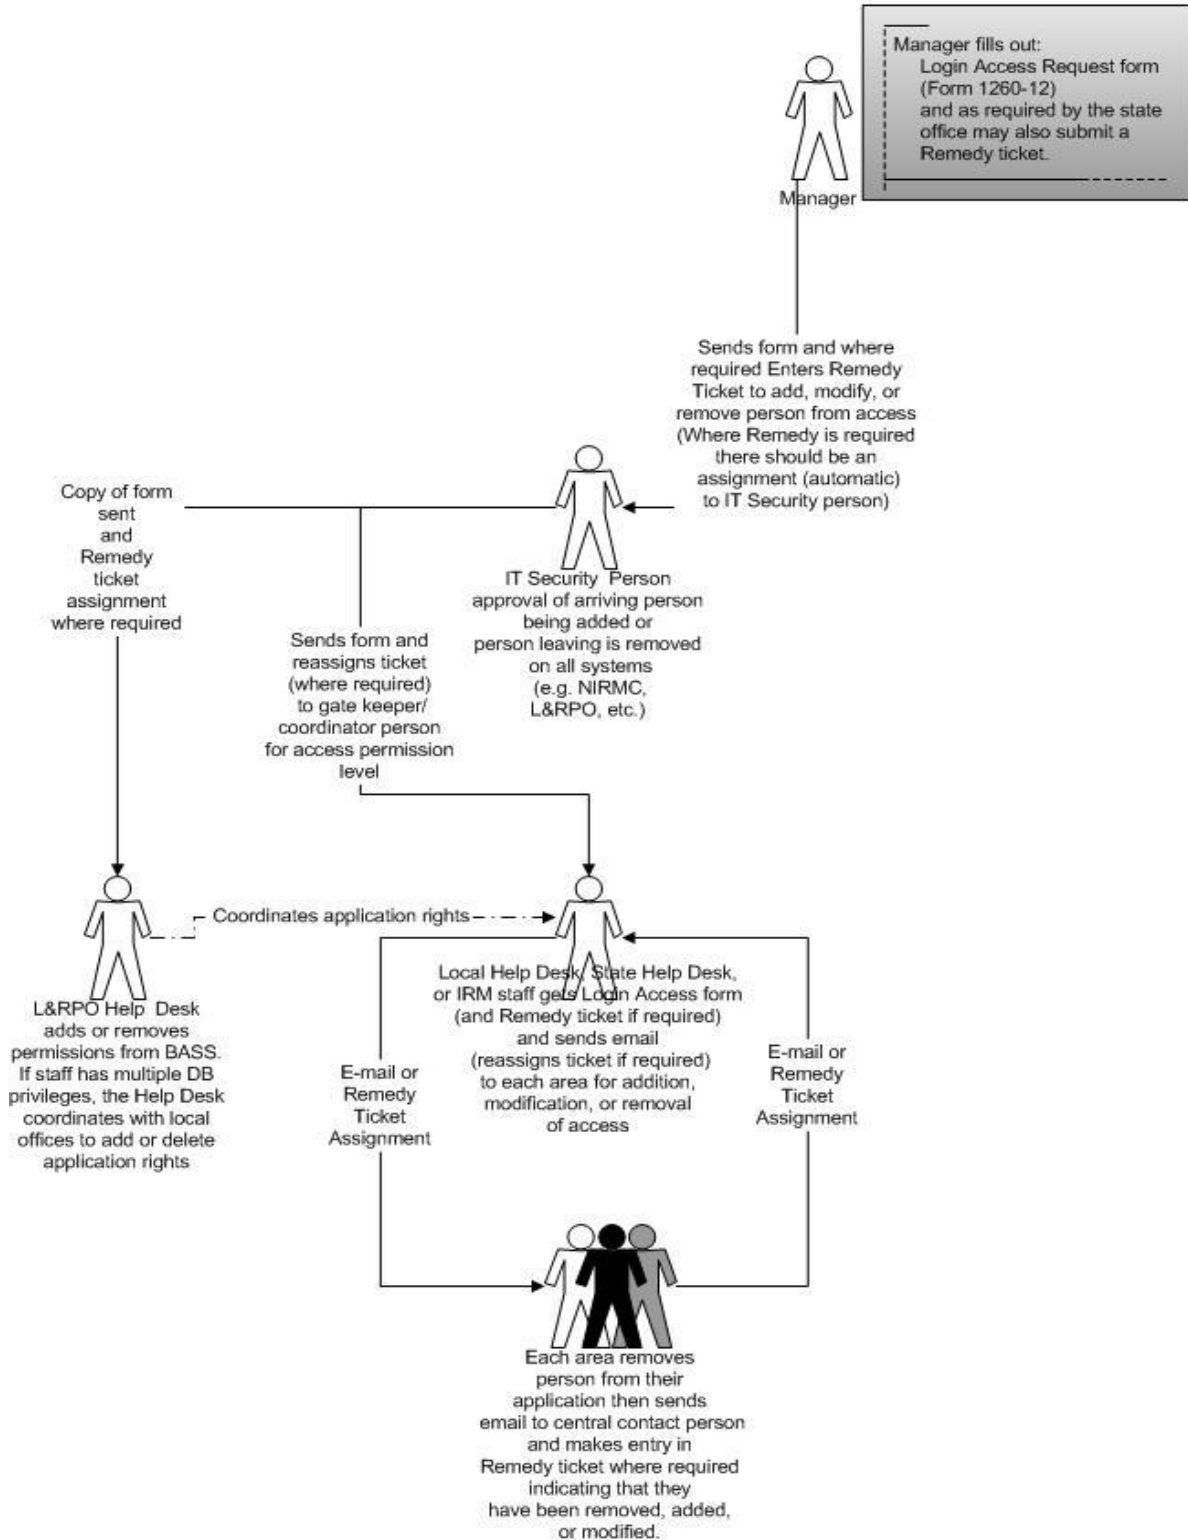 Manager fills out:
Login Access Request form
(Form 1260-12)
and as required by the state
office may also submit a
Remedy ticket.
Manager
Sends form and where
required Enters Remedy
Ticket to add, modify, or
remove person from access
(Where Remedy is required
there should be an
assignment (automatic)
to IT Security person)
Copy of form
sent
and
Remedy
ticket
assignment
where required
IT Security Person
approval of arriving person
being added or
person leaving is removed
on all systems
(e.g. NIRMC,
L&RPO, etc.)
Sends form and
reassigns ticket
(where required)
to gate keeper/
coordinator person
for access permission
level
Coordinates application rights
L&RPO Help Desk
adds or removes
permissions from BASS.
If staff has multiple DB
privileges, the Help Desk
coordinates with local
offices to add or delete
application rights
Local Help Desk, State Help Desk,
or IRM staff gets Login Access form
(and Remedy ticket if required)
and sends email
(reassigns ticket if required)
to each area for addition,
modification, or removal
of access
E-mail or
Remedy
Ticket
Assignment
E-mail or
Remedy
Ticket
Assignment
Each area removes
person from their
application then sends
email to central contact person
and makes entry in
Remedy ticket where required
indicating that they
have been removed, added,
or modified.